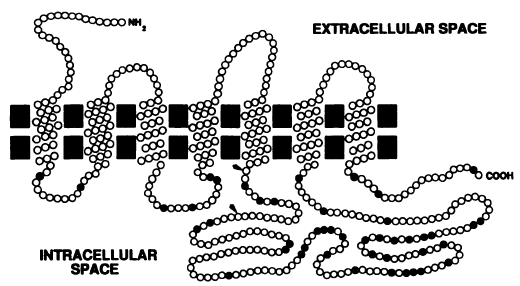 NH2
EXTRACELLULAR SPACE
COOH
INTRACELLULAR
SPACE